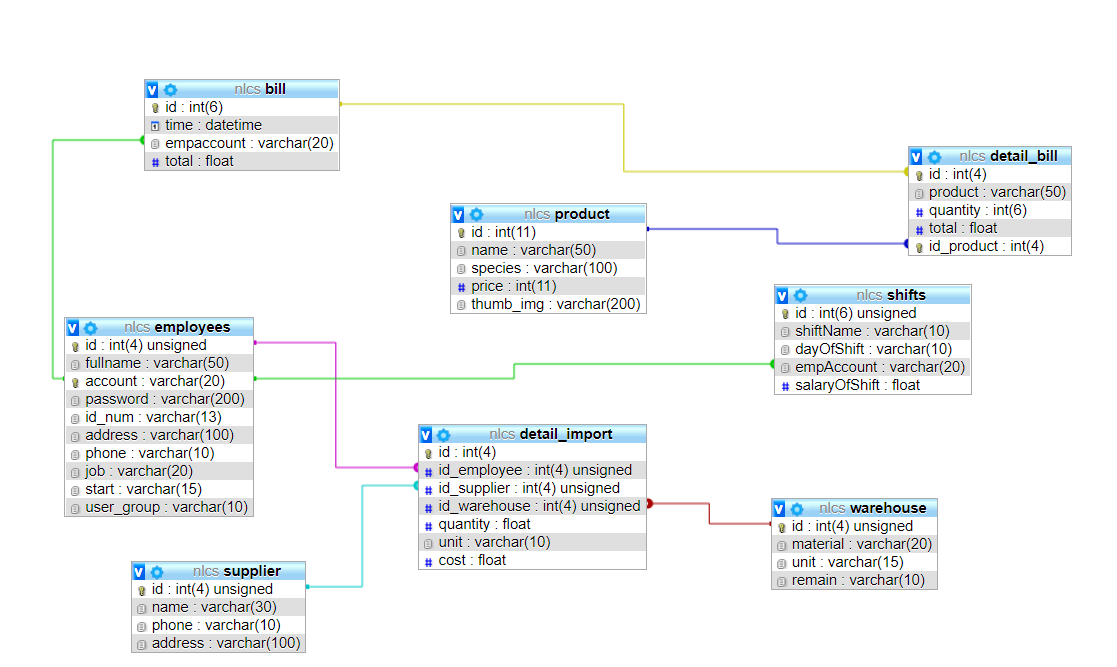 nlcs bill
id : int(6)
time : datetime
empaccount : varchar(20)
total : float
nlcs detail_bill
id : int(4)
product : varchar(50)
quantity : int(6)
total : float
id_product : int(4)
nlcs product
id : int(11)
name : varchar(50)
species : varchar(100)
price : int(11)
thumb_img : varchar(200)
nlcs shifts
id : int(6) unsigned
shiftName : varchar(10)
dayOfShift : varchar(10)
empAccount : varchar(20)
salaryOfShift : float
nlcs employees
id : int(4) unsigned
fullname : varchar(50)
account : varchar(20)
password : varchar(200)
id_num : varchar(13)
address : varchar(100)
phone : varchar(10)
job : varchar(20)
start : varchar(15)
user_group : varchar(10)
nlcs detail_import
id : int(4)
id_employee : int(4) unsigned
id_supplier : int(4) unsigned
id_warehouse : int(4) unsigned
quantity : float
unit : varchar(10)
cost : float
nlcs warehouse
id : int(4) unsigned
material : varchar(20)
unit : varchar(15)
remain : varchar(10)
nlcs supplier
id : int(4) unsigned
name : varchar(30)
phone : varchar(10)
address : varchar(100)